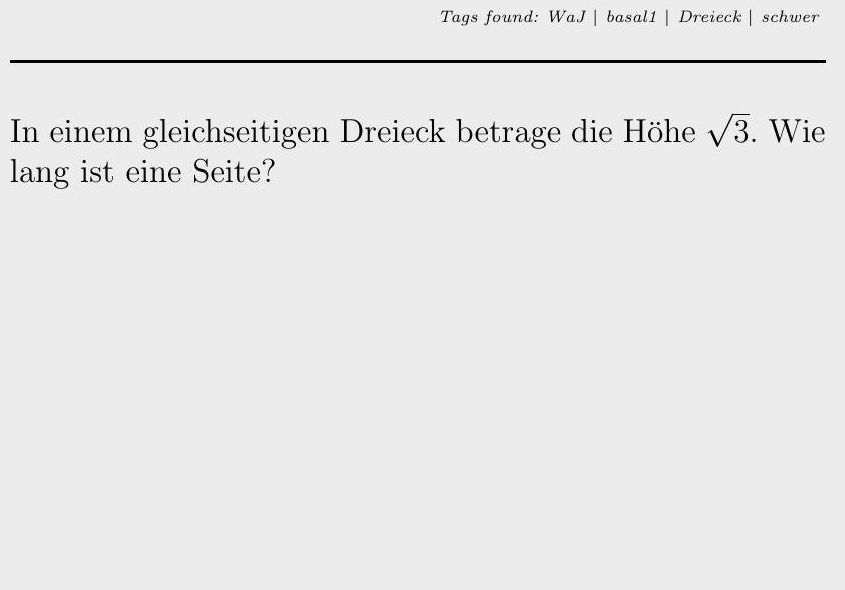 Tags found: WaJ | basal1 | Dreieck | schwer
In einem gleichseitigen Dreieck betrage die Höhe √3. Wie
lang ist eine Seite?